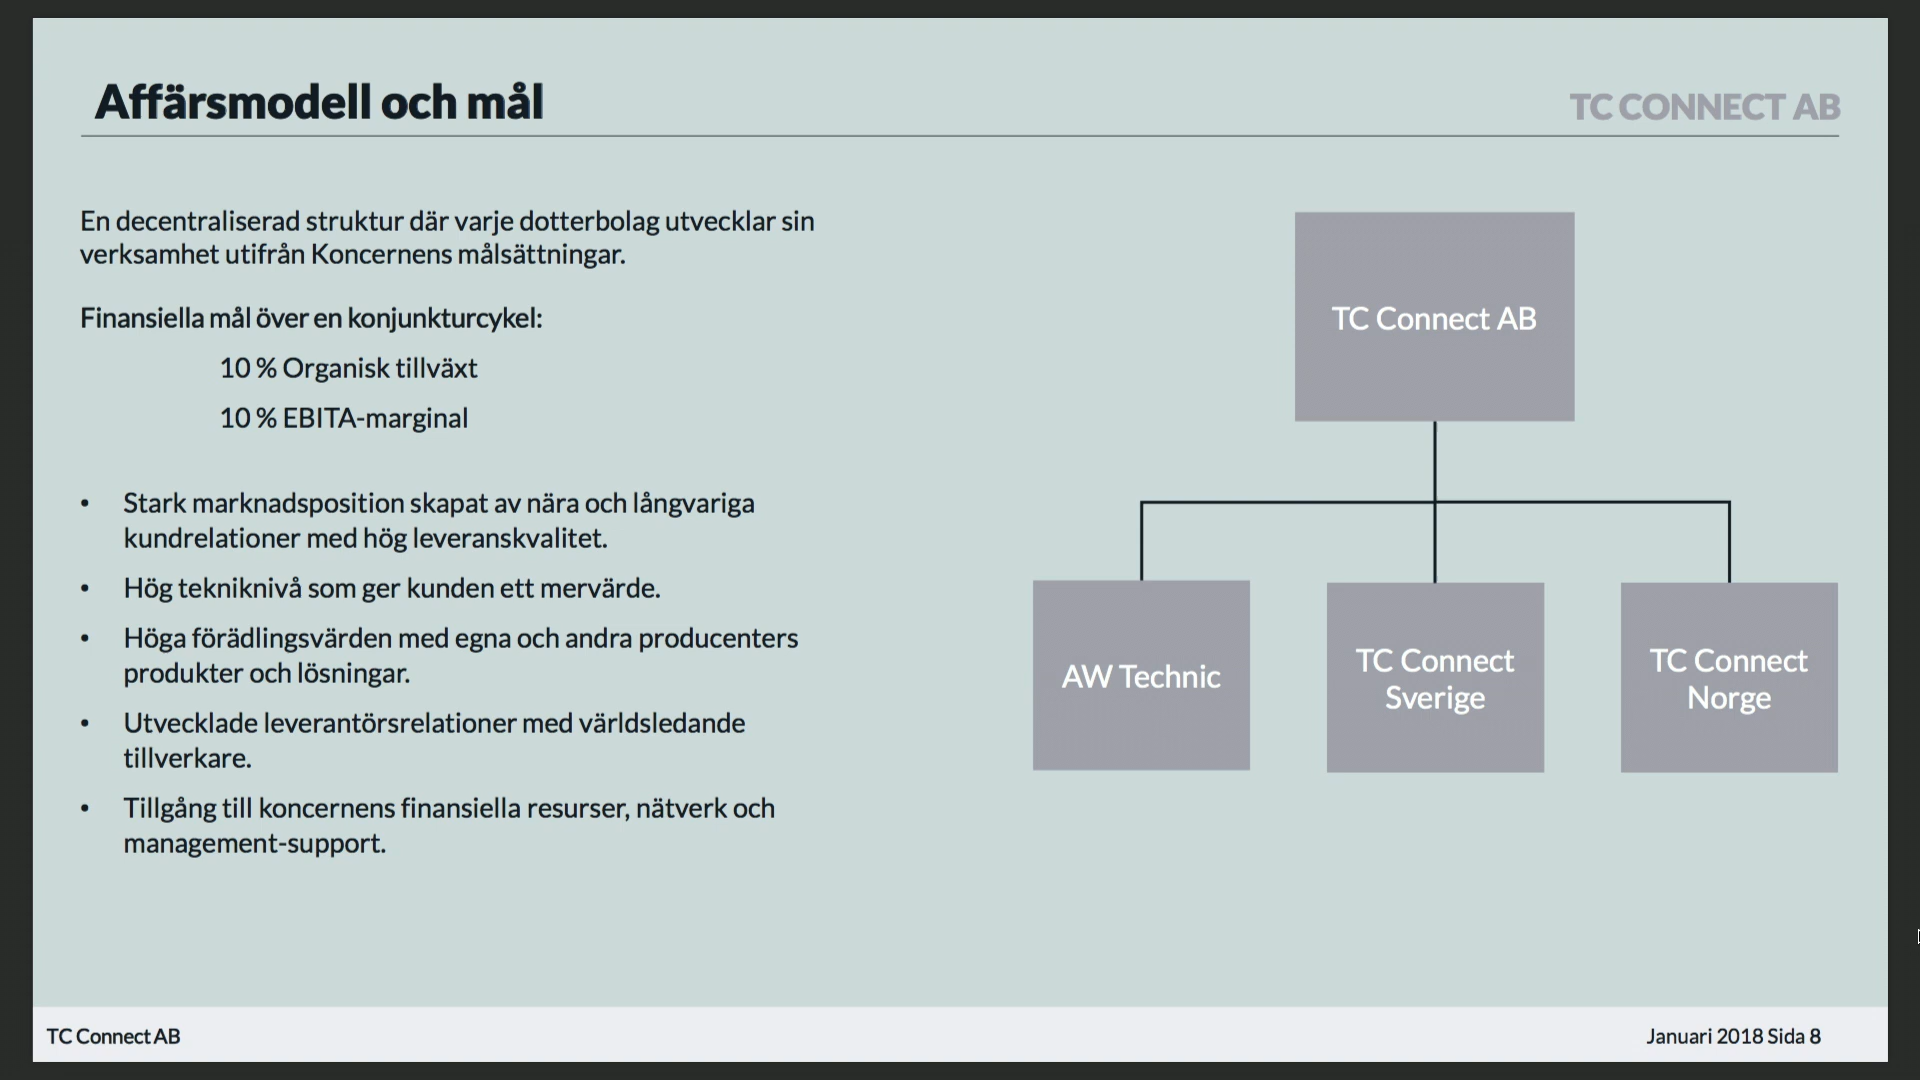 Affärsmodell och mål
TC CONNECT AB
En decentraliserad struktur där varje dotterbolag utvecklar sin
verksamhet utifrån Koncernens målsättningar.
Finansiella mål över en konjunkturcykel:
10 % Organisk tillväxt
10 % EBITA-marginal
• Stark marknadsposition skapat av nära och långvariga
kundrelationer med hög leveranskvalitet.
• Hög tekniknivå som ger kunden ett mervärde.
• Höga förädlingsvärden med egna och andra producenters
produkter och lösningar.
• Utvecklade leverantörsrelationer med världsledande
tillverkare.
• Tillgång till koncernens finansiella resurser, nätverk och
management-support.
TC Connect AB
AW Technic
TC Connect
Sverige
TC Connect
Norge
TC Connect AB
Januari 2018 Sida 8